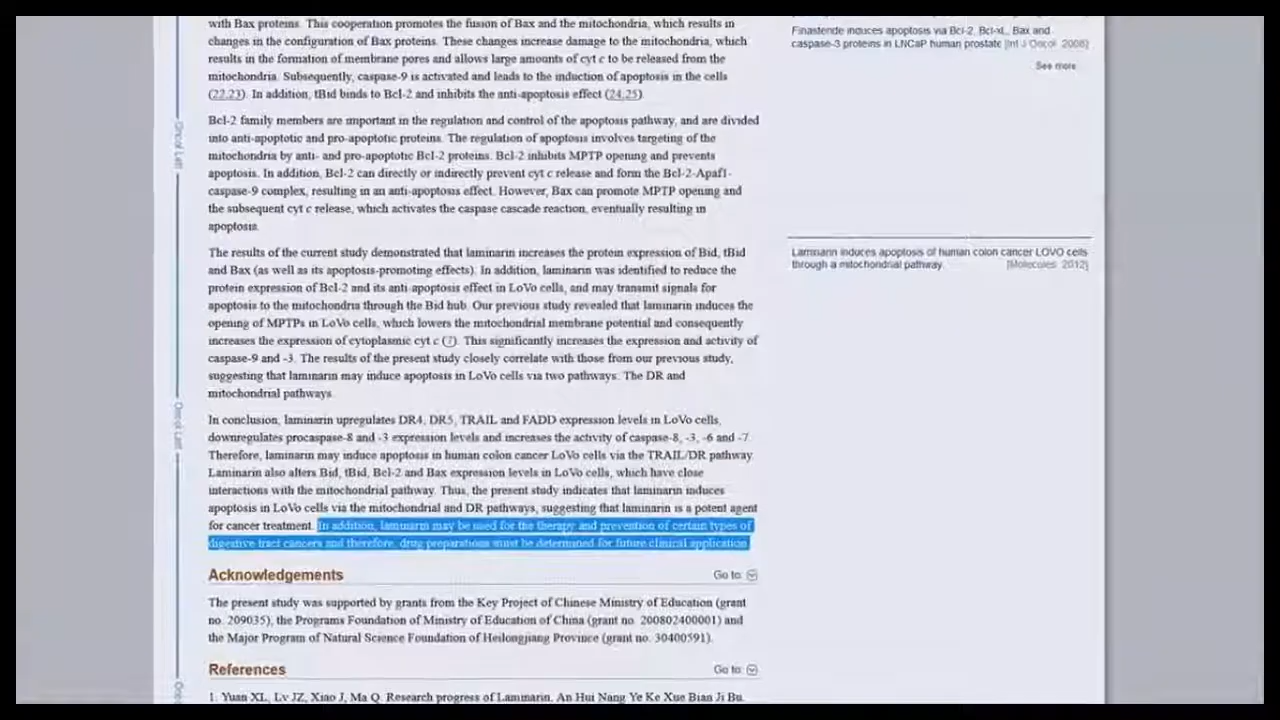 with Bax proteins. This cooperation promotes the fusion of Bax and the mitochondria, which results in
changes in the configuration of Bax proteins. These changes increase damage to the mitochondria, which
results in the formation of membrane pores and allows large amounts of cyt c to be released from the
mitochondria. Subsequently, caspase-9 is activated and leads to the induction of apoptosis in the cells
(22,23). In addition, tBid binds to Bcl-2 and inhibits the anti-apoptosis effect (24,25).
Bcl-2 family members are important in the regulation and control of the apoptosis pathway, and are divided
into anti-apoptotic and pro-apoptotic proteins. The regulation of apoptosis involves targeting of the
mitochondria by anti- and pro-apoptotic Bcl-2 proteins. Bcl-2 inhibits MPTP opening and prevents
apoptosis. In addition, Bcl-2 can directly or indirectly prevent cyt c release and form the Bcl-2-Apaf1-
caspase-9 complex, resulting in an anti-apoptosis effect. However, Bax can promote MPTP opening and
the subsequent cyt c release, which activates the caspase cascade reaction, eventually resulting in
apoptosis.
The results of the current study demonstrated that laminarin increases the protein expression of Bid, tBid
and Bax (as well as its apoptosis-promoting effects). In addition, laminarin was identified to reduce the
protein expression of Bcl-2 and its anti-apoptosis effect in LoVo cells, and may transmit signals for
apoptosis to the mitochondria through the Bid hub. Our previous study revealed that laminarin induces the
opening of MPTPs in LoVo cells, which lowers the mitochondrial membrane potential and consequently
increases the expression of cytoplasmic cyt c (7). This significantly increases the expression and activity of
caspase-9 and -3. The results of the present study closely correlate with those from our previous study,
suggesting that laminarin may induce apoptosis in LoVo cells via two pathways. The DR and
mitochondrial pathways.
In conclusion, laminarin upregulates DR4, DR5, TRAIL and FADD expression levels in LoVo cells,
downregulates procaspase-8 and -3 expression levels and increases the activity of caspase-8, -3, -6 and -7.
Therefore, laminarin may induce apoptosis in human colon cancer LoVo cells via the TRAIL/DR pathway.
Laminarin also alters Bid, tBid, Bcl-2 and Bax expression levels in LoVo cells, which have close
interactions with the mitochondrial pathway. Thus, the present study indicates that laminarin induces
apoptosis in LoVo cells via the mitochondrial and DR pathways, suggesting that laminarin is a potent agent
for cancer treatment. In addition, laminarin may be used for the therapy and prevention of certain types of
digestive tract cancers and therefore, drug preparations must be determined for future clinical application.
Acknowledgements Go to:
The present study was supported by grants from the Key Project of Chinese Ministry of Education (grant
no. 209035), the Programs Foundation of Ministry of Education of China (grant no. 200802400001) and
the Major Program of Natural Science Foundation of Heilongjiang Province (grant no. 30400591).
References Go to:
1. Yuan XL, Lv JZ, Xiao J, Ma Q. Research progress of Laminarin. An Hui Nang Ye Ke Xue Bian Ji Bu.
Finasteride induces apoptosis via Bcl-2, Bcl-xL, Bax and
caspase-3 proteins in LNCaP human prostate [Int J Oncol. 2008]
See more ...
Laminarin induces apoptosis of human colon cancer LOVO cells
through a mitochondrial pathway. [Molecules. 2012]
Oncol Lett
Oncol Lett